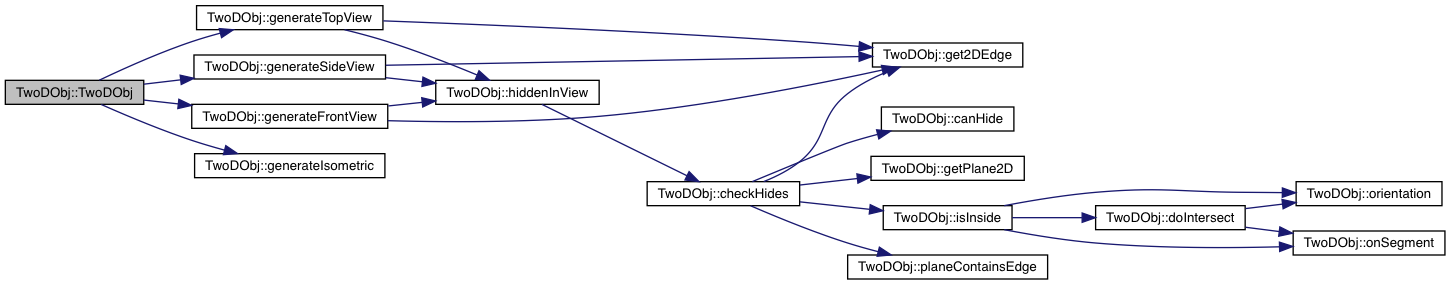 TwoDObj::TwoDObj
TwoDObj::generateTopView
TwoDObj::generateSideView
TwoDObj::generateFrontView
TwoDObj::generateIsometric
TwoDObj::hiddenInView
TwoDObj::checkHides
TwoDObj::get2DEdge
TwoDObj::canHide
TwoDObj::getPlane2D
TwoDObj::isInside
TwoDObj::planeContainsEdge
TwoDObj::doIntersect
TwoDObj::orientation
TwoDObj::onSegment